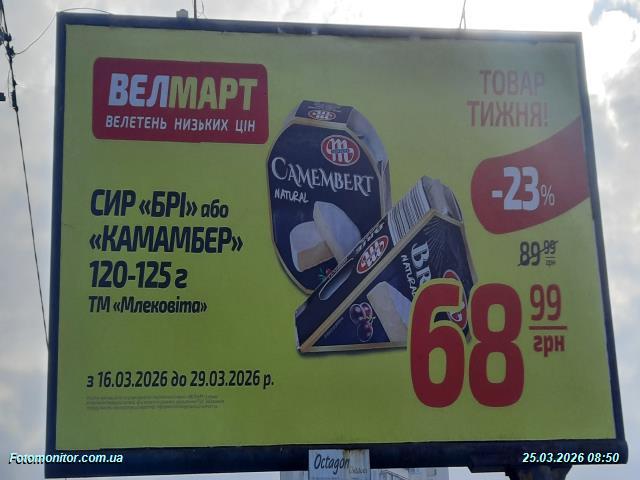 ВЕЛМАРТ
ВЕЛЕТЕНЬ НИЗЬКИХ ЦІН
ТОВАР
ТИЖНЯ!
-23%
89 99
грн
68 99
грн
СИР «БРІ» або
«КАМАМБЕР»
120-125 г
ТМ «Млековіта»
CAMEMBERT
NATURAL
з 16.03.2026 до 29.03.2026 р.
Octagon
Fotomonitor.com.ua
25.03.2026 08:50